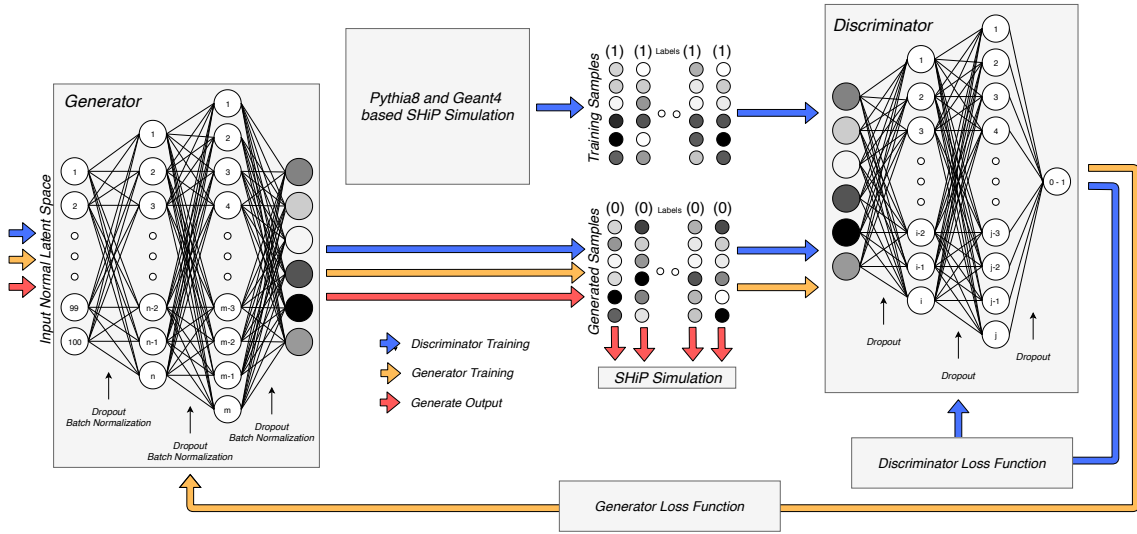 Generator
Input Normal Latent Space
1
2
99
100
1
2
3
n-2
n-1
n
1
2
3
4
m-3
m-2
m-1
m
Dropout
Batch Normalization
Dropout
Batch Normalization
Dropout
Batch Normalization
Pythia8 and Geant4
based SHiP Simulation
Training Samples
(1) (1) Labels (1) (1)
Generated Samples
(0) (0) Labels (0) (0)
SHiP Simulation
Discriminator Training
Generator Training
Generate Output
Discriminator
1
2
3
i-2
i-1
i
1
2
3
4
j-3
j-2
j-1
j
0 - 1
Dropout
Dropout
Dropout
Discriminator Loss Function
Generator Loss Function